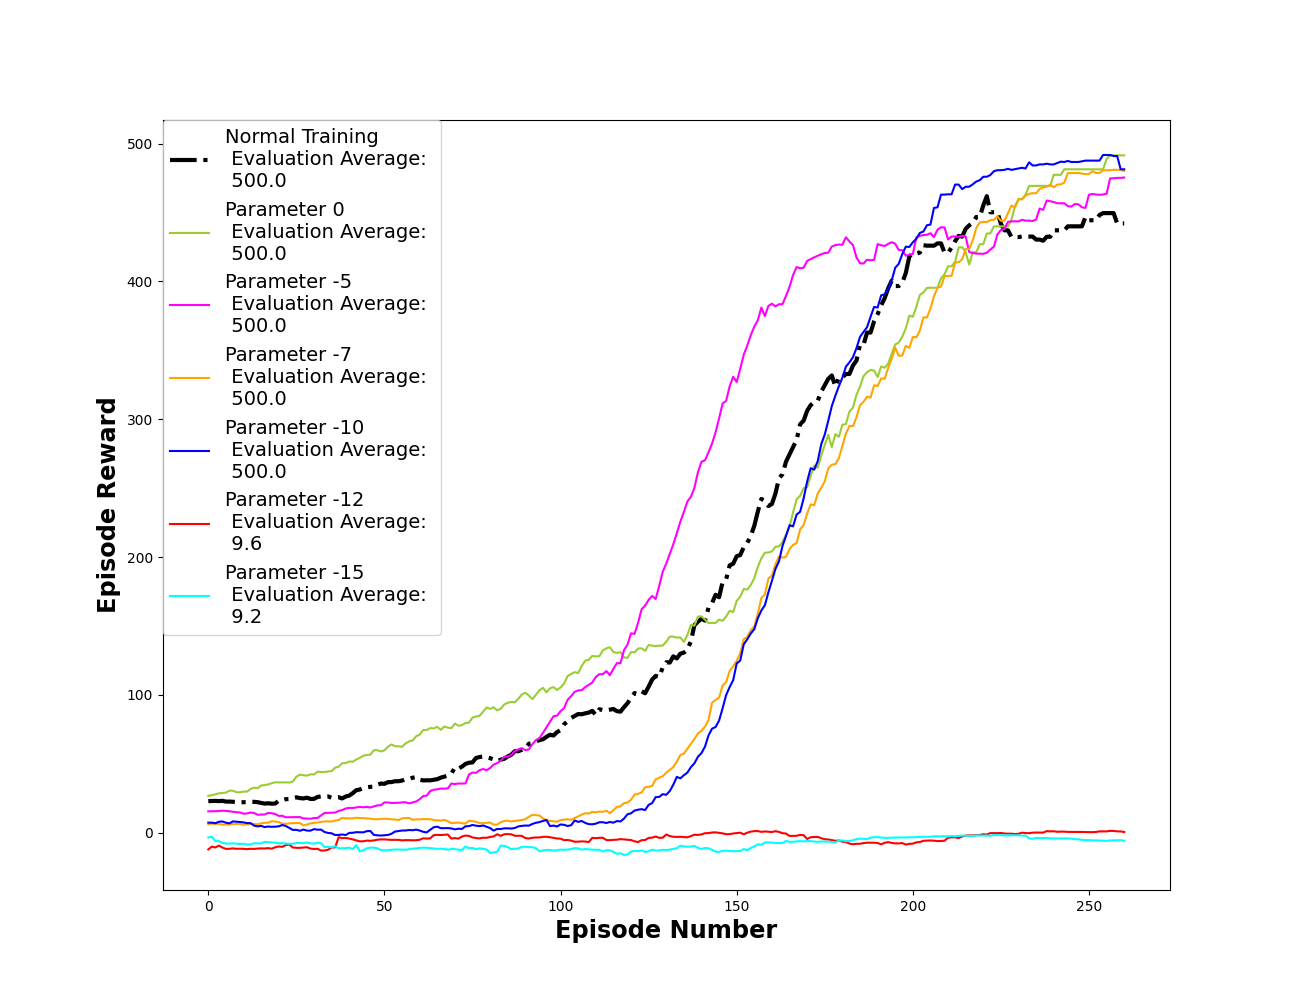 500
400
300
200
100
0
Episode Reward
Normal Training
Evaluation Average:
500.0
Parameter 0
Evaluation Average:
500.0
Parameter -5
Evaluation Average:
500.0
Parameter -7
Evaluation Average:
500.0
Parameter -10
Evaluation Average:
500.0
Parameter -12
Evaluation Average:
9.6
Parameter -15
Evaluation Average:
9.2
0 50 100 150 200 250
Episode Number